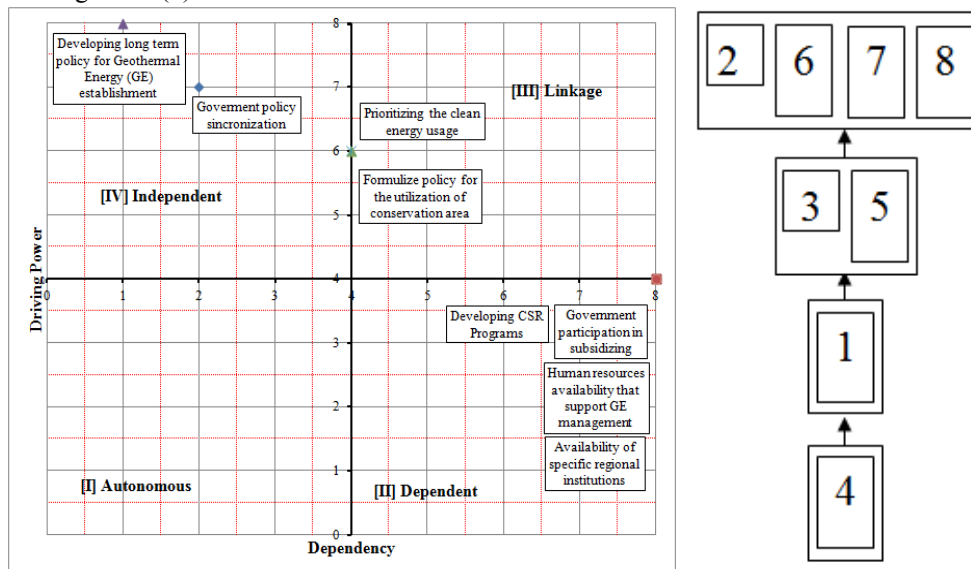 8
Developing long term
policy for Geothermal
Energy (GE)
establishment
7
Goverment policy
sincronization
[III] Linkage
Prioritizing the clean
energy usage
6
Formulize policy for
the utilization of
conservation area
[IV] Independent
5
Driving Power
4
0 1 2 3 4 5 6 7 8
Developing CSR
Programs
Government
participation in
subsidizing
3
Human resources
availability that
support GE
management
2
Availability of
specific regional
institutions
1
[I] Autonomous
[II] Dependent
0
Dependency
2 6 7 8
3 5
1
4